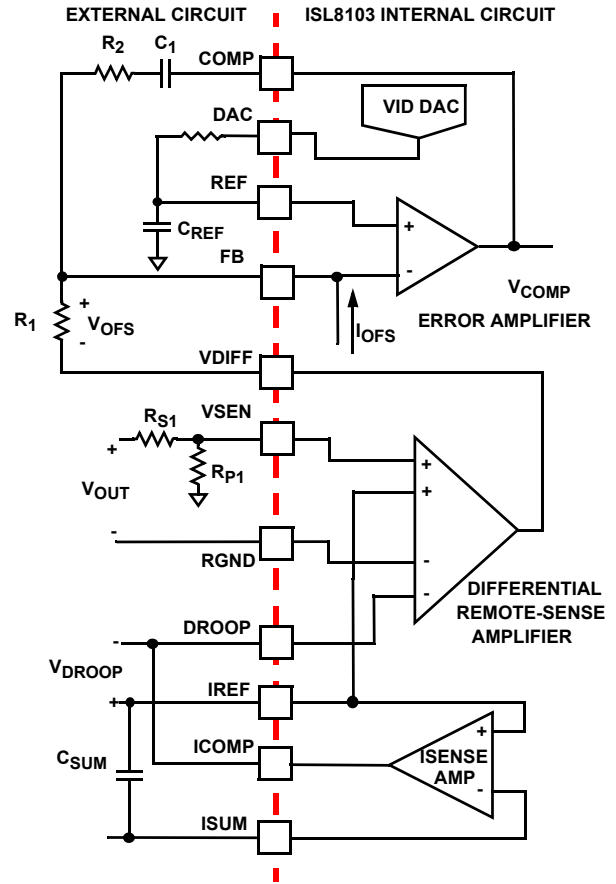 EXTERNAL CIRCUIT
ISL8103 INTERNAL CIRCUIT
R2
C1
COMP
VID DAC
DAC
REF
CREF
+
-
FB
VCOMP
ERROR AMPLIFIER
IOFS
R1
+
VOFS
-
VDIFF
RS1
VSEN
+
RP1
VOUT
-
RGND
+
+
-
-
DIFFERENTIAL
REMOTE-SENSE
AMPLIFIER
DROOP
-
VDROOP
+
IREF
ICOMP
CSUM
+
ISENSE
AMP
-
ISUM